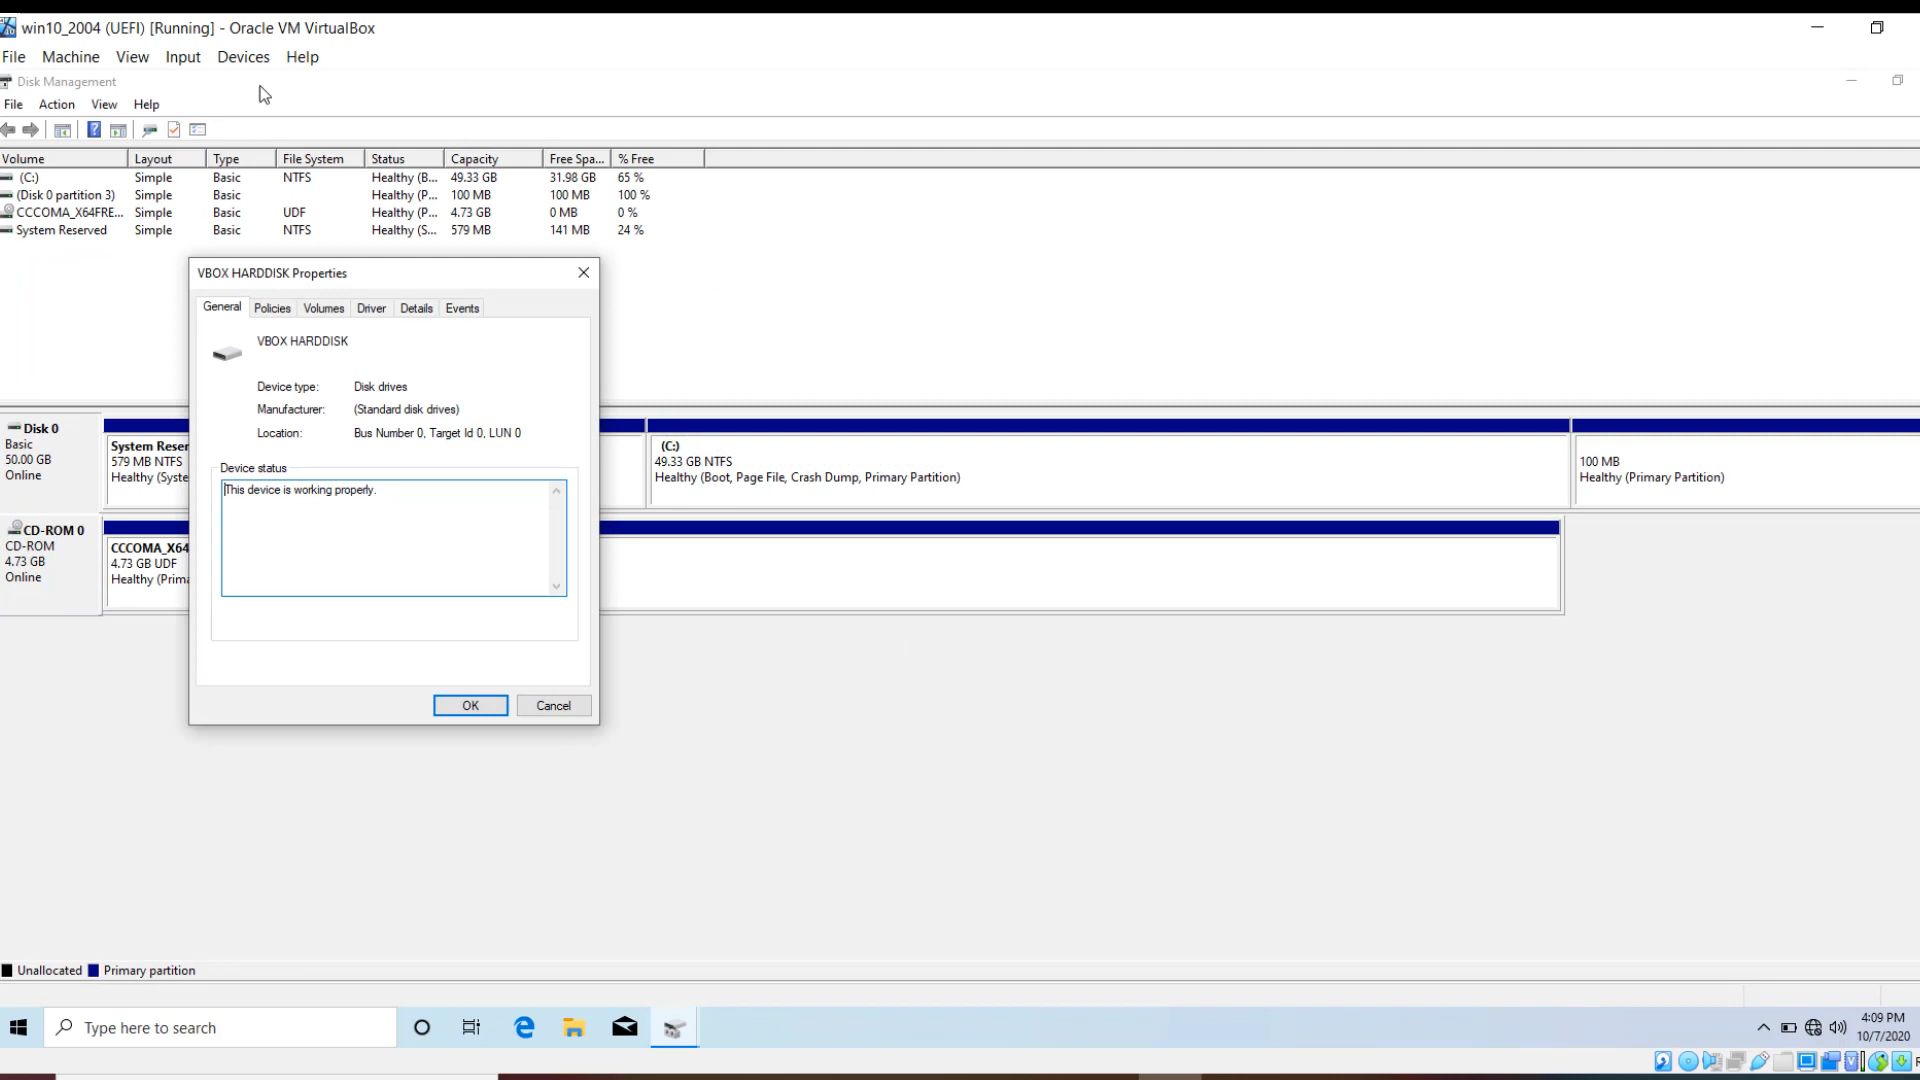 win10_2004 (UEFI) [Running] - Oracle VM VirtualBox
File Machine View Input Devices Help
Disk Management
File Action View Help
Volume Layout Type File System Status Capacity Free Spa... % Free
(C:) Simple Basic NTFS Healthy (B... 49.33 GB 31.98 GB 65 %
(Disk 0 partition 3) Simple Basic Healthy (P... 100 MB 100 MB 100 %
CCCOMA_X64FRE... Simple Basic UDF Healthy (P... 4.73 GB 0 MB 0 %
System Reserved Simple Basic NTFS Healthy (S... 579 MB 141 MB 24 %
VBOX HARDDISK Properties
General Policies Volumes Driver Details Events
VBOX HARDDISK
Device type: Disk drives
Manufacturer: (Standard disk drives)
Location: Bus Number 0, Target Id 0, LUN 0
Device status
This device is working properly.
OK Cancel
Disk 0
Basic
50.00 GB
Online
System Reser
579 MB NTFS
Healthy (Syste
(C:)
49.33 GB NTFS
Healthy (Boot, Page File, Crash Dump, Primary Partition)
100 MB
Healthy (Primary Partition)
CD-ROM 0
CD-ROM
4.73 GB
Online
CCCOMA_X64
4.73 GB UDF
Healthy (Prima
Unallocated Primary partition
Type here to search
4:09 PM
10/7/2020